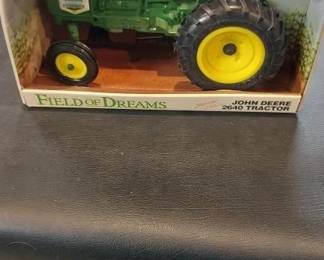 FIELD OF DREAMS
JOHN DEERE
2640 TRACTOR